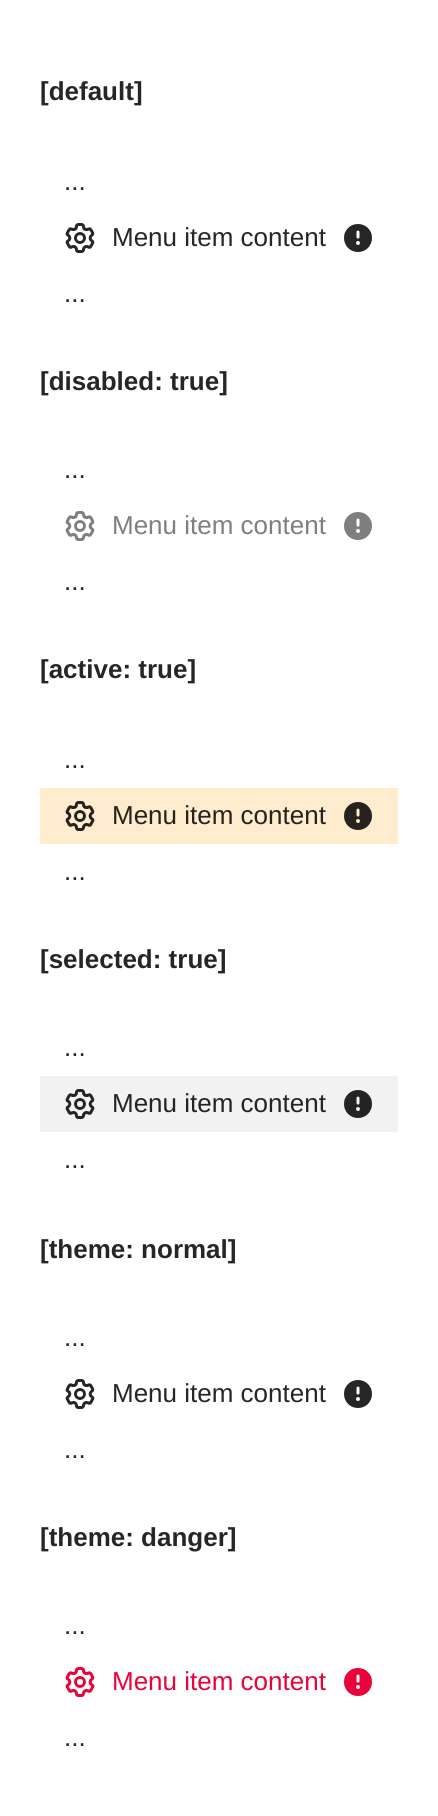 [default]
...
Menu item content
...
[disabled: true]
...
Menu item content
...
[active: true]
...
Menu item content
...
[selected: true]
...
Menu item content
...
[theme: normal]
...
Menu item content
...
[theme: danger]
...
Menu item content
...